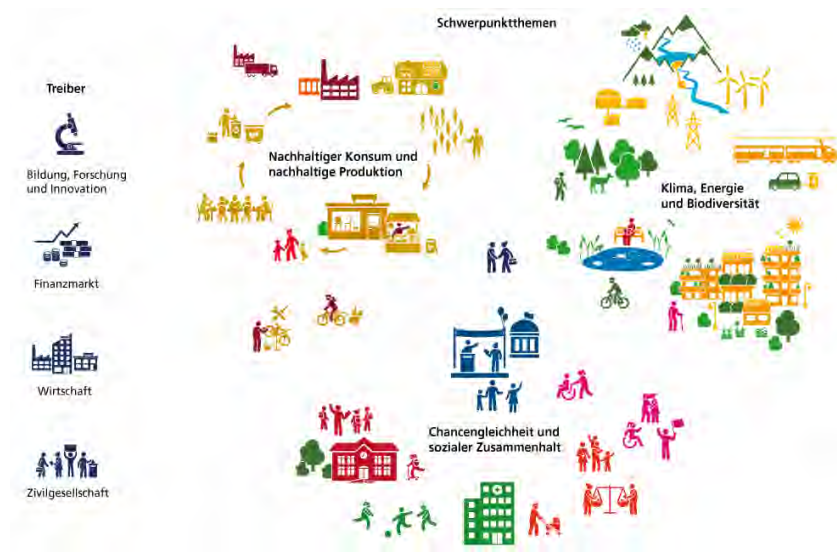 Schwerpunktthemen
Treiber
Bildung, Forschung
und Innovation
Finanzmarkt
Wirtschaft
Zivilgesellschaft
Nachhaltiger Konsum und
nachhaltige Produktion
Klima, Energie
und Biodiversität
Chancengleichheit und
sozialer Zusammenhalt